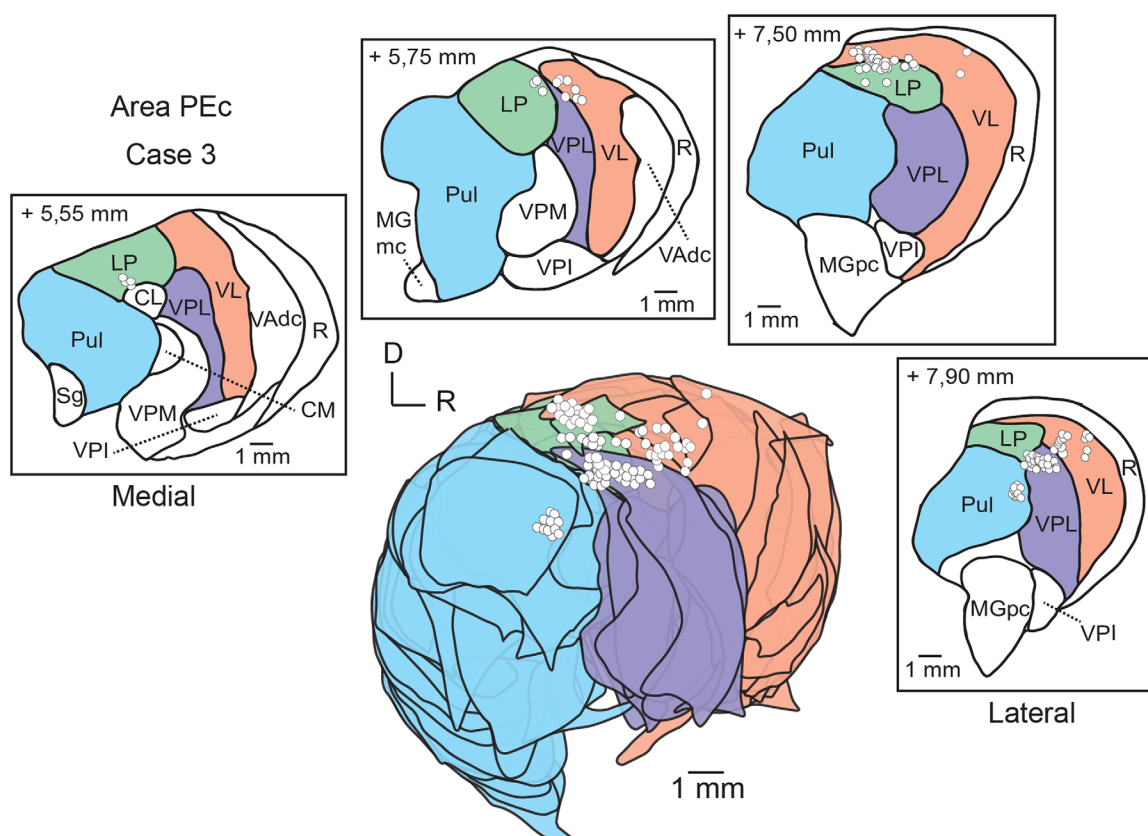 Area PEc
Case 3
+ 5,55 mm
LP
CL
VPL
VL
VAdc
R
Pul
Sg
VPM
CM
VPI
1 mm
Medial
+ 5,75 mm
LP
VPL
VL
R
Pul
MG
mc
VPM
VPI
VAdc
1 mm
+ 7,50 mm
LP
VL
Pul
R
VPL
VPI
MGpc
1 mm
D
R
1 mm
+ 7,90 mm
LP
R
VL
Pul
VPL
MGpc
VPI
1 mm
Lateral